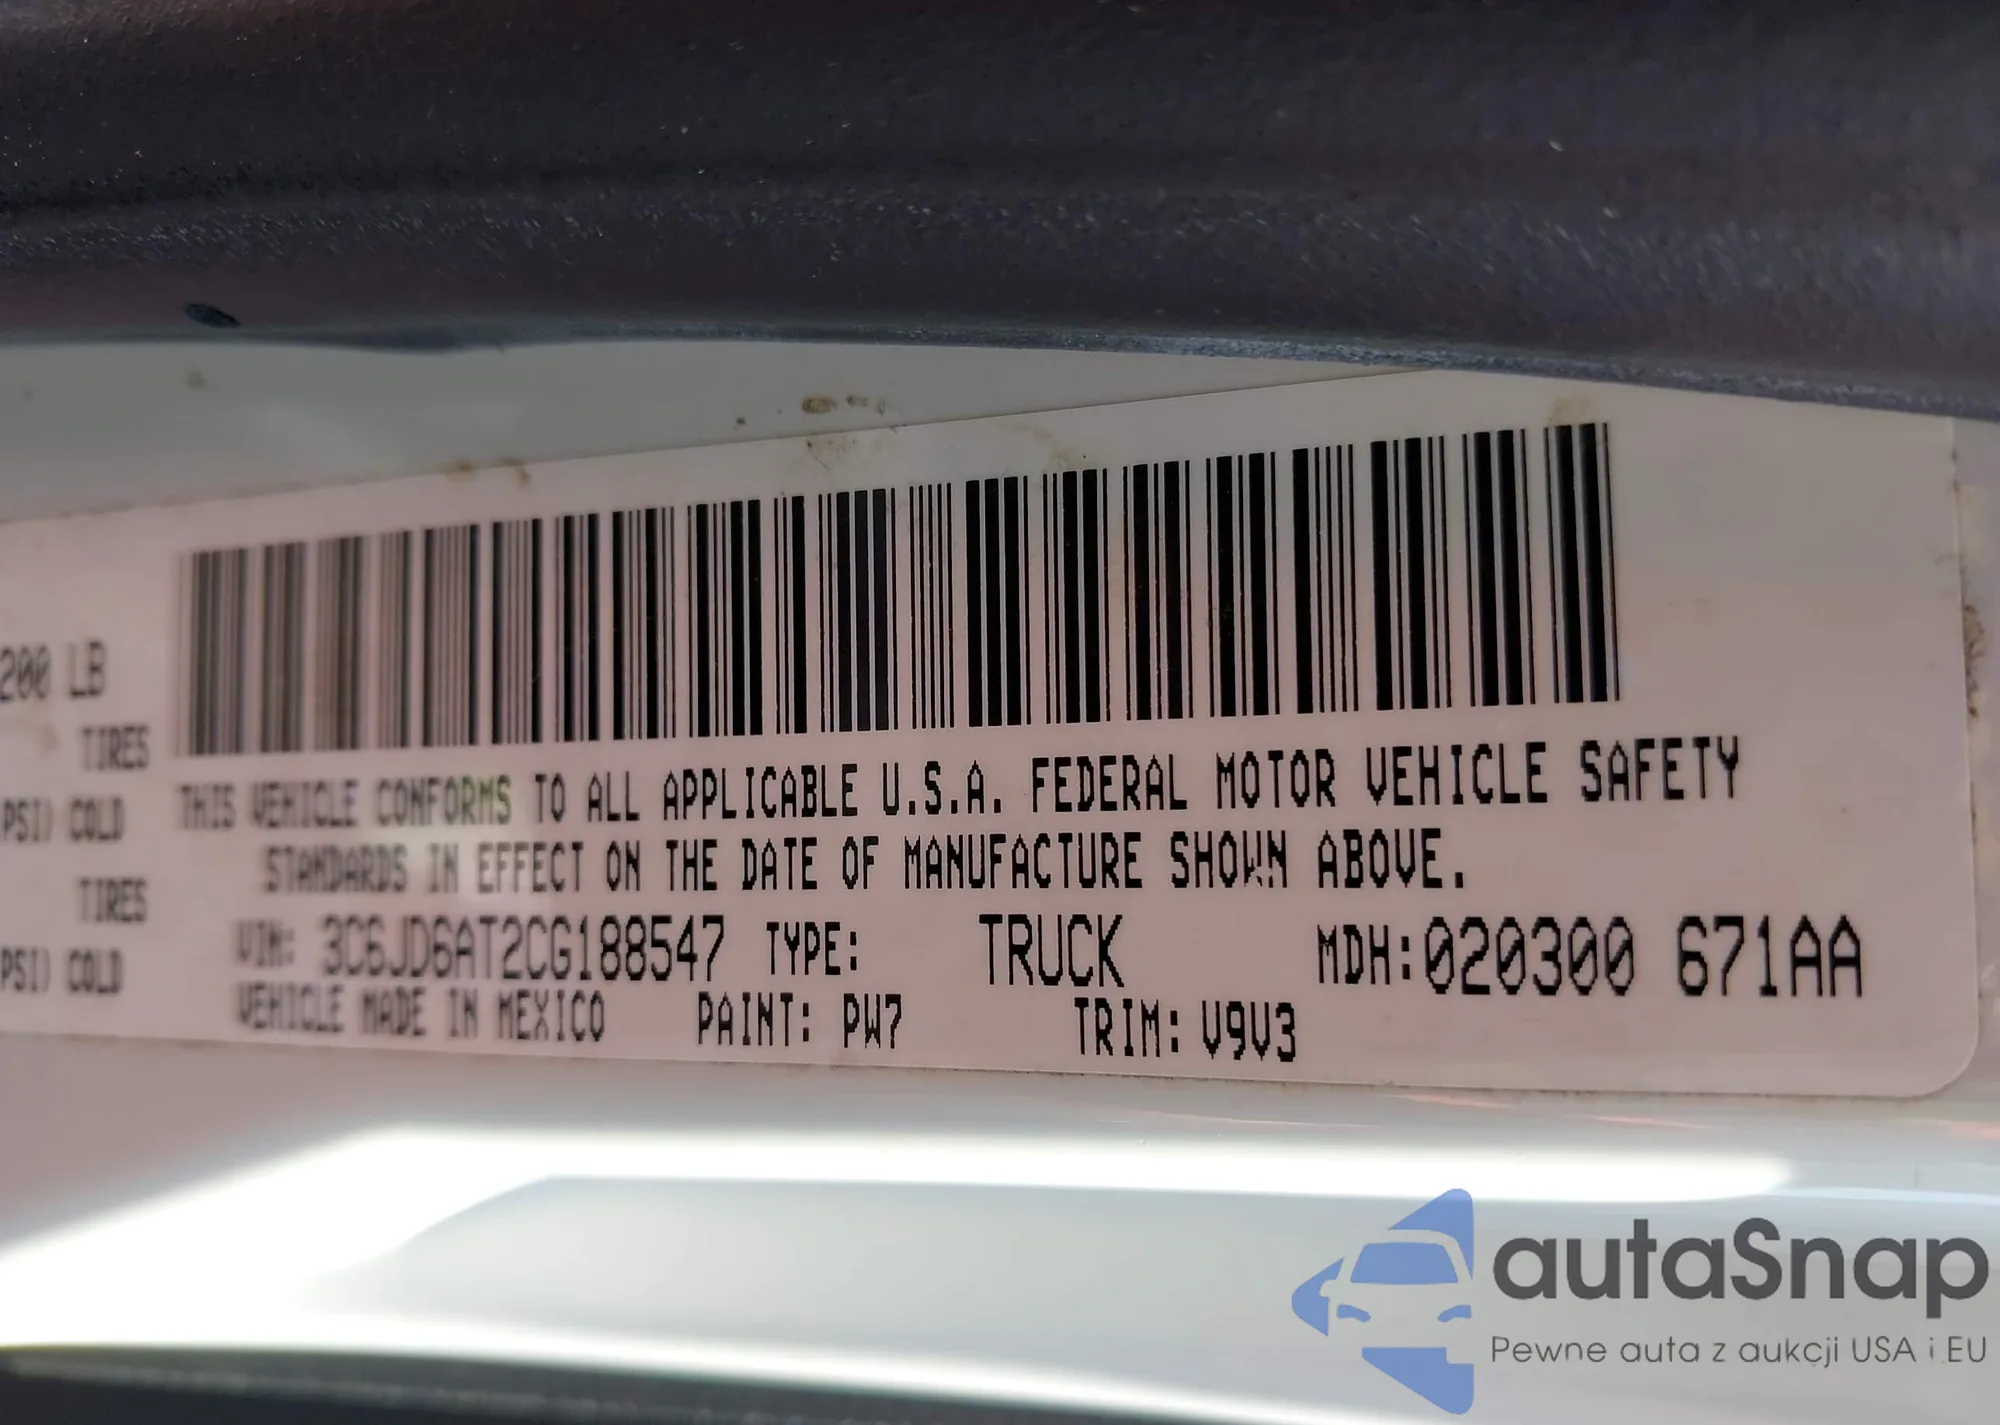 200 LB
TIRES
PSI) COLD
TIRES
PSI) COLD
THIS VEHICLE CONFORMS TO ALL APPLICABLE U.S.A. FEDERAL MOTOR VEHICLE SAFETY
STANDARDS IN EFFECT ON THE DATE OF MANUFACTURE SHOWN ABOVE.
VIN: 3C6JD6AT2CG188547 TYPE: TRUCK MDH:020300 671AA
VEHICLE MADE IN MEXICO PAINT: PW7 TRIM: V9V3
autaSnap
Pewne auta z aukcji USA i EU